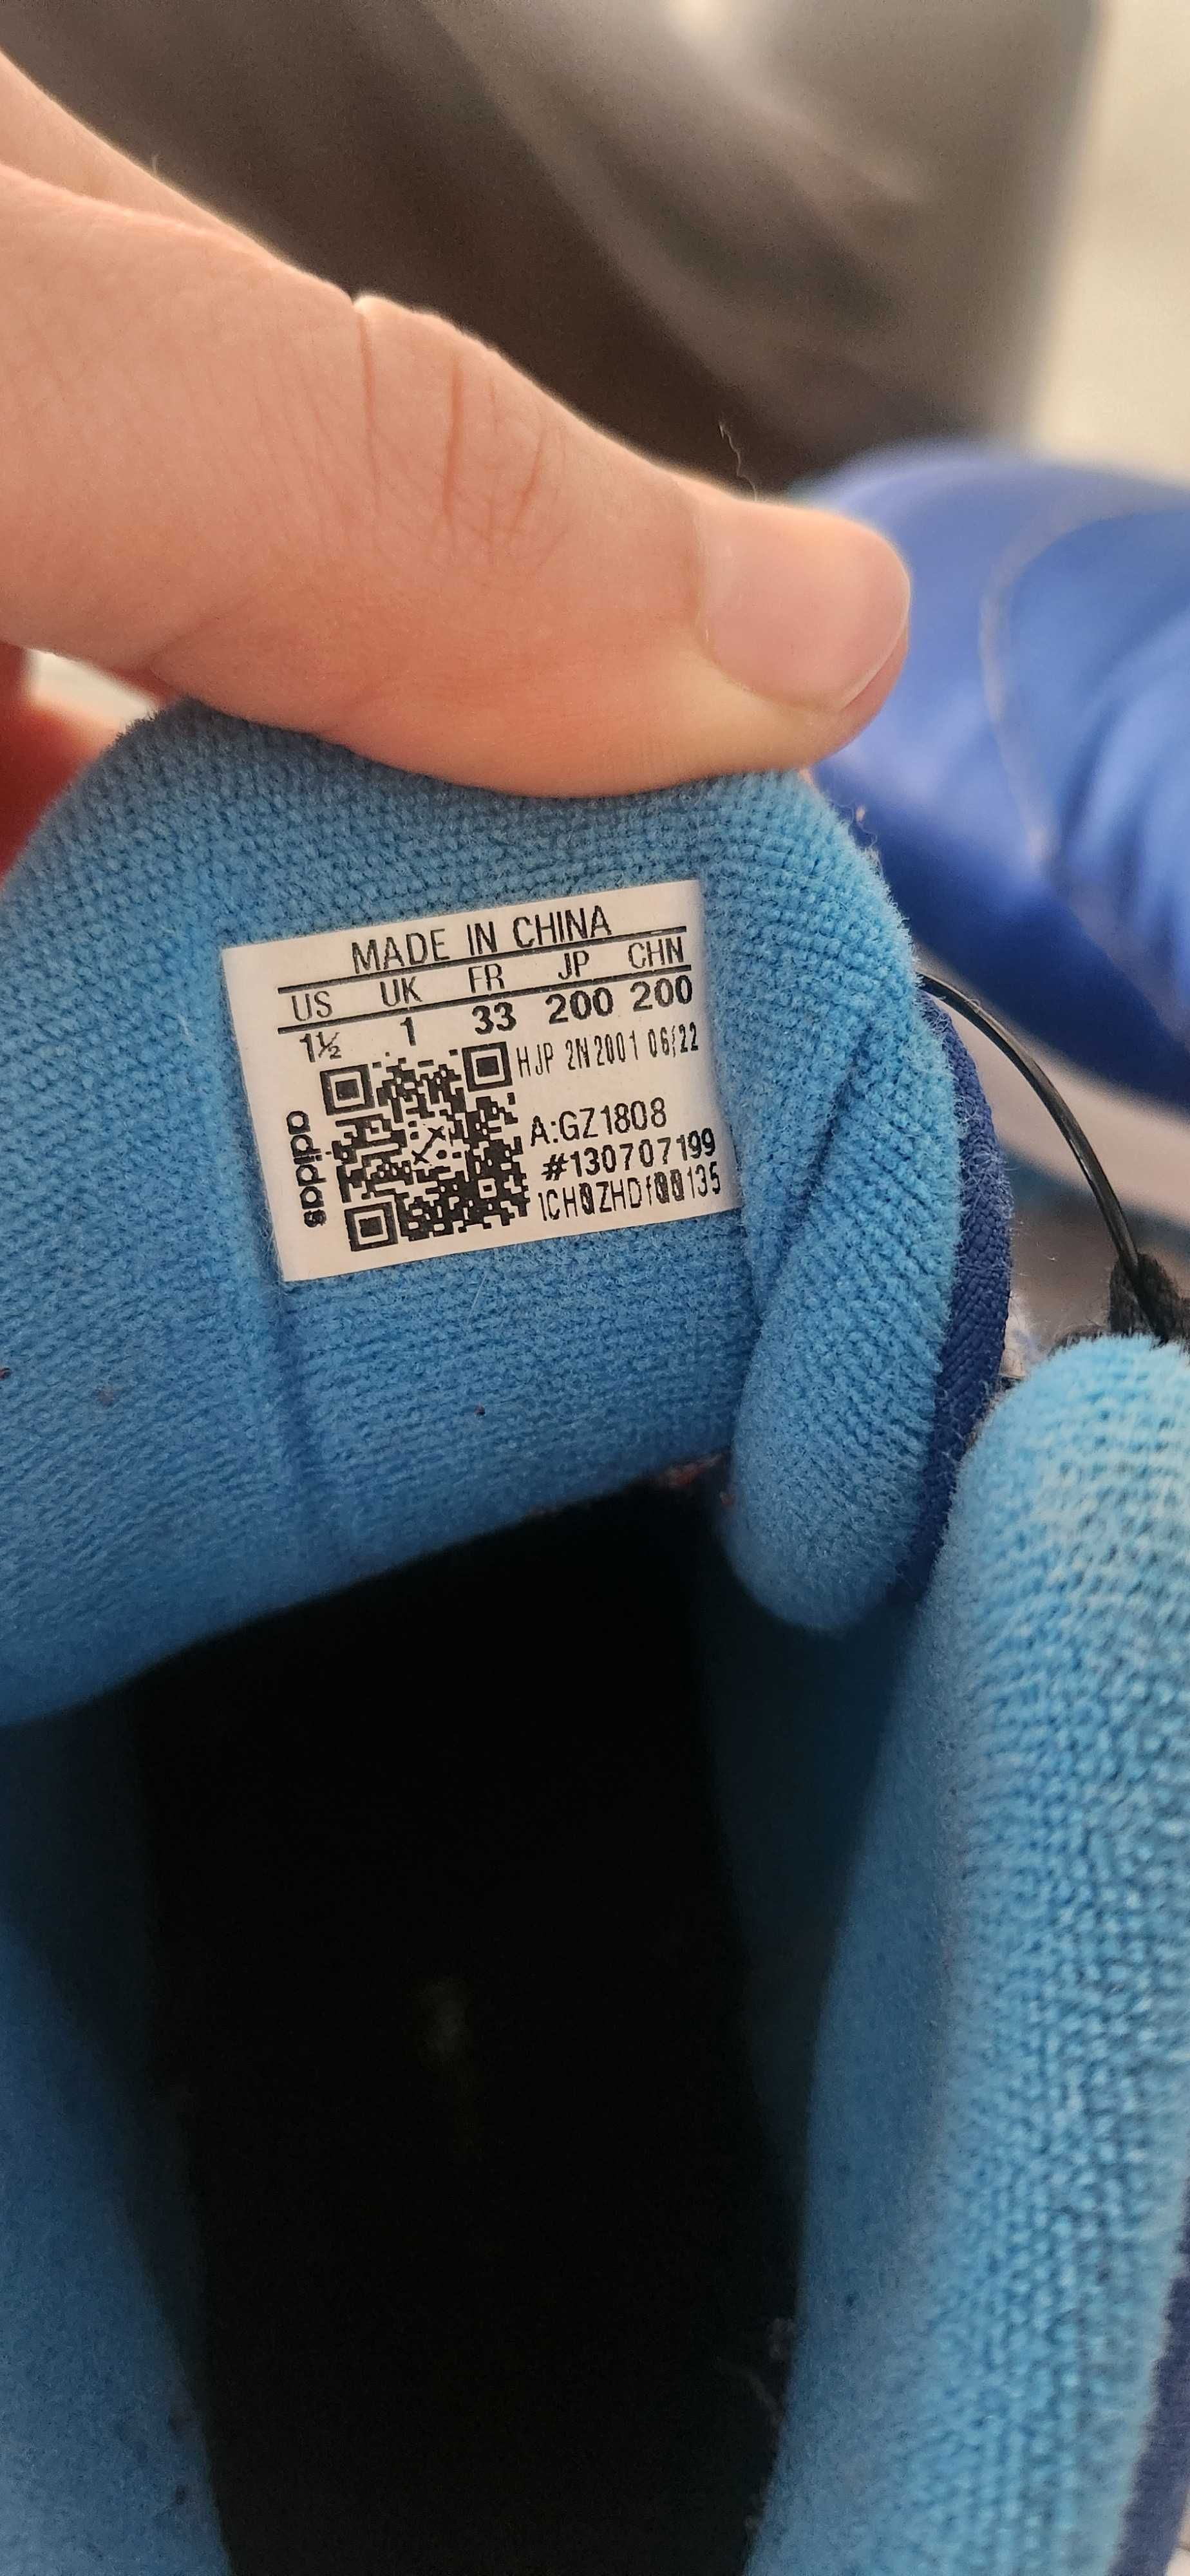 MADE IN CHINA
US UK FR JP CHN
1½ 1 33 200 200
HJP 2N2001 06/22
A:GZ1808
#130707199
adidas